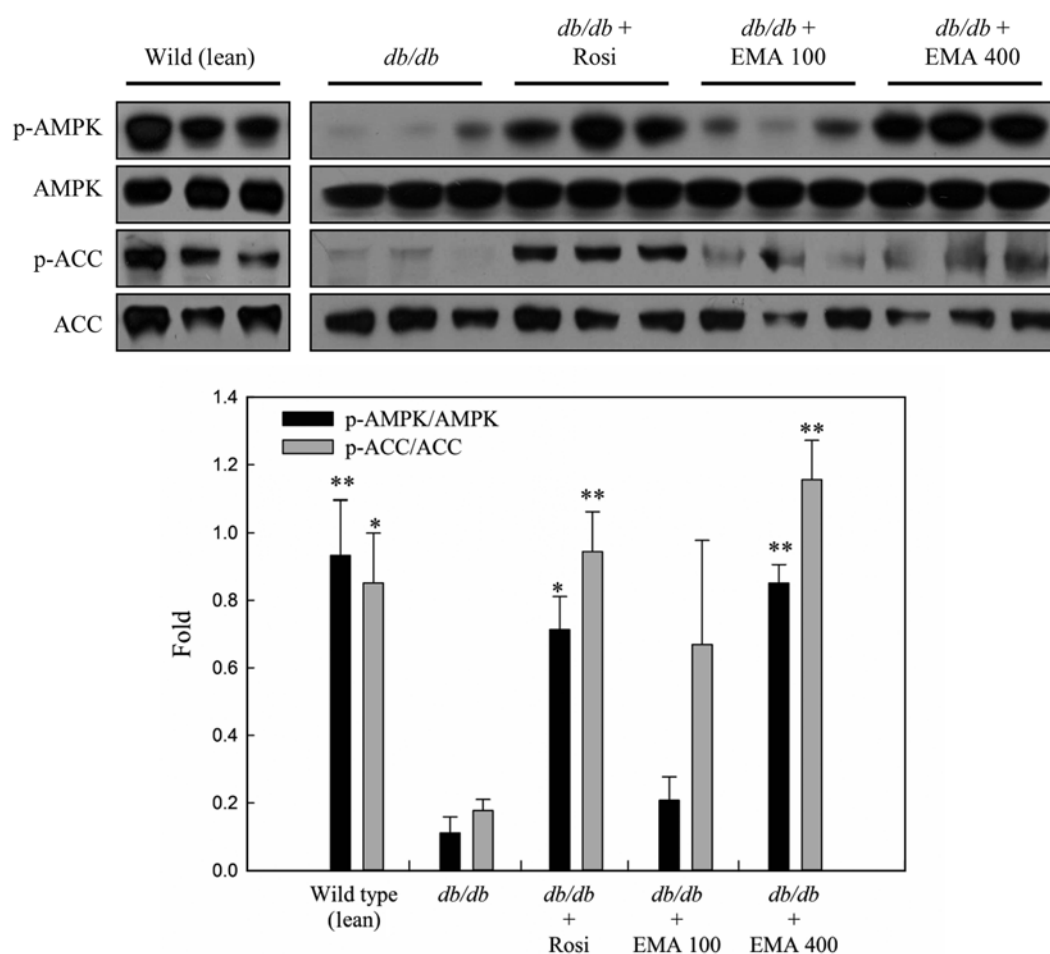 Wild (lean)
db/db
db/db +
Rosi
db/db +
EMA 100
db/db +
EMA 400
p-AMPK
AMPK
p-ACC
ACC
1.4
1.2
1.0
0.8
0.6
0.4
0.2
0.0
Fold
p-AMPK/AMPK
p-ACC/ACC
**
*
*
**
**
**
Wild type
(lean)
db/db
db/db
+
Rosi
db/db
+
EMA 100
db/db
+
EMA 400